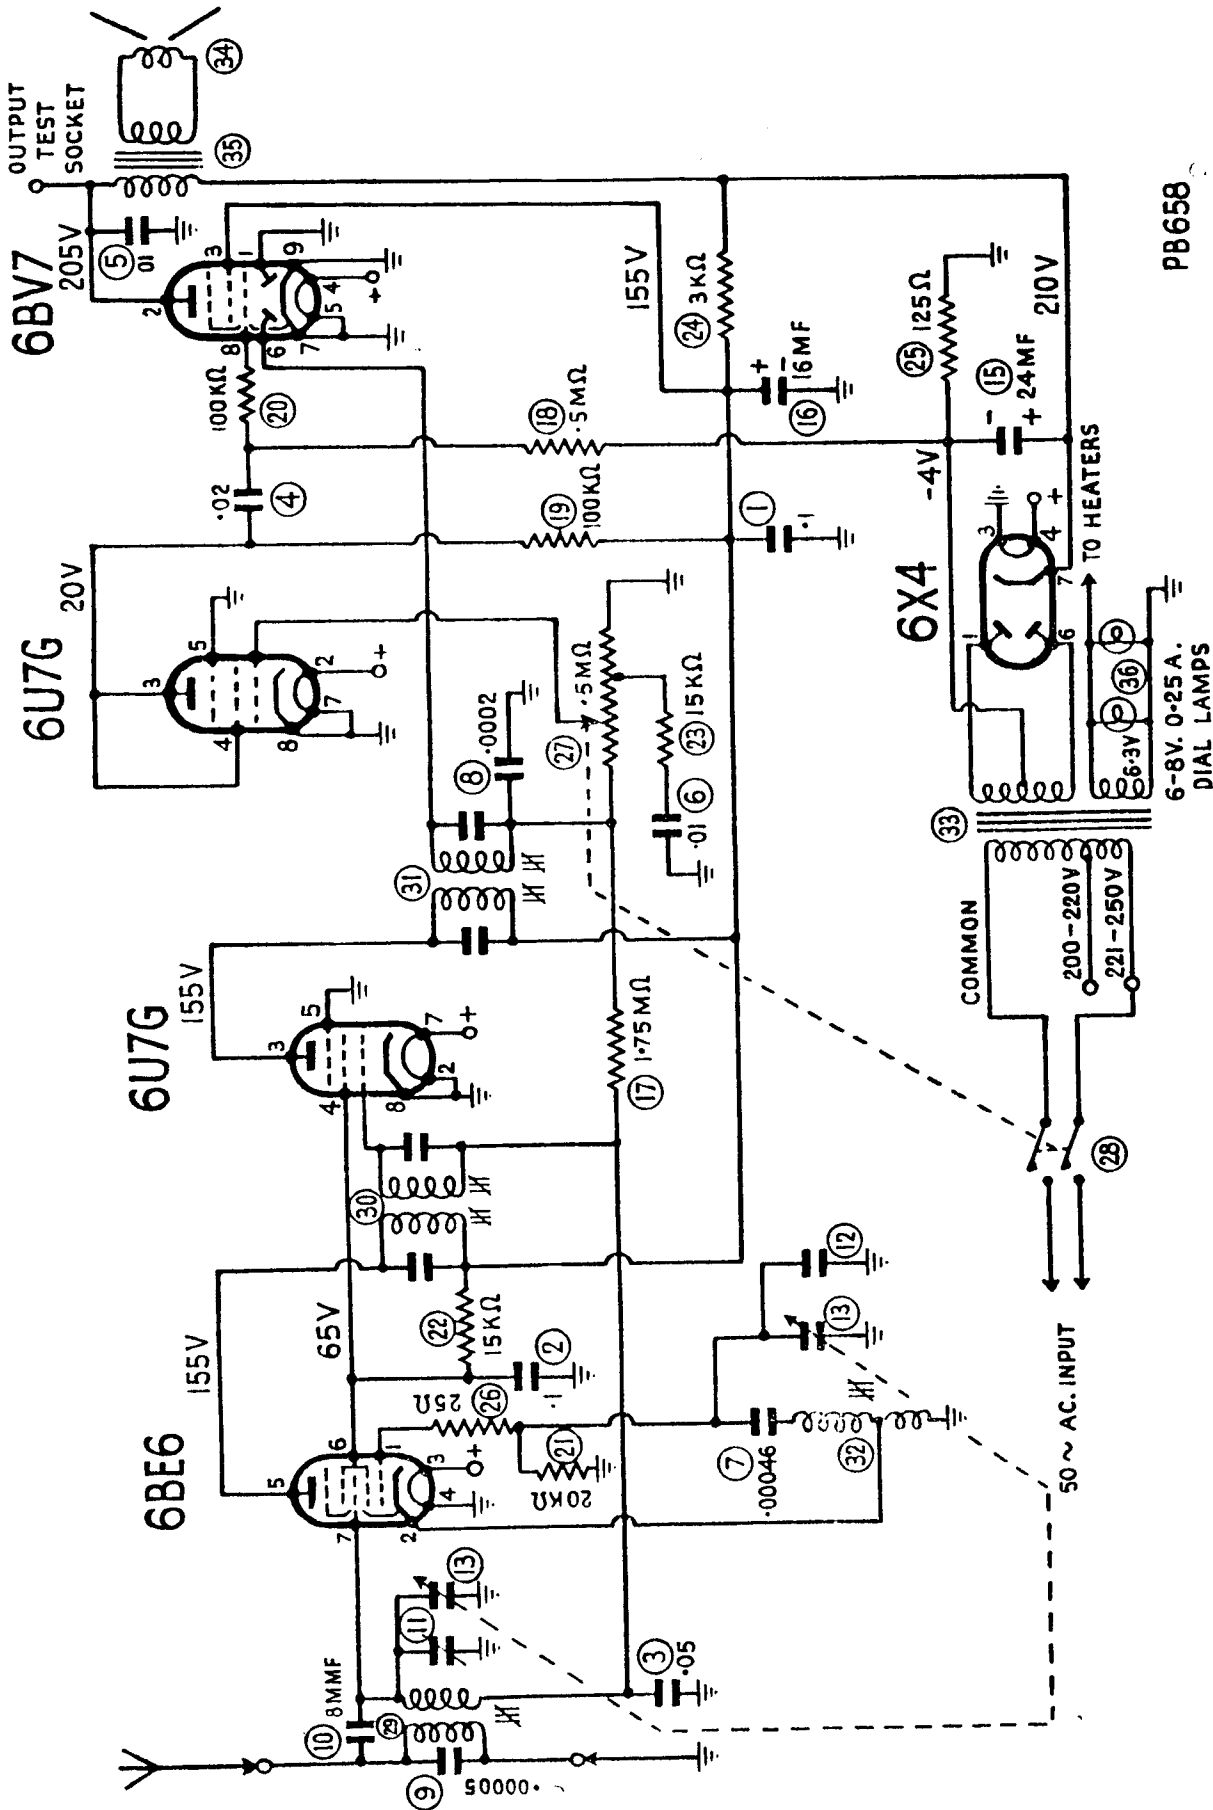 6BE6
6U7G
6U7G
6BV7
OUTPUT
TEST
SOCKET
155V
155V
20V
205V
65V
5
6
1
3
4
2
7
3
5
4
7
2
8
3
5
4
2
7
8
2
3
1
9
4
5
7
6
8
+
+
+
+
10
8MMF
29
9
.00005
11
13
3
.05
25Ω
26
21
20KΩ
22
15KΩ
2
.1
30
7
.00046
32
13
12
17
1.75MΩ
31
8
.0002
27
.5MΩ
23
15KΩ
6
.01
4
.02
20
100KΩ
5
01
35
34
19
100KΩ
18
.5MΩ
1
.1
16
16MF
+
-
155V
24
3KΩ
-4V
25
125Ω
15
24MF
-
+
210V
6X4
1
3
4
6
7
+
TO HEATERS
33
6.3V
36
6-8V. 0.25A.
DIAL LAMPS
COMMON
200-220V
221-250V
28
50~ AC. INPUT
PB658